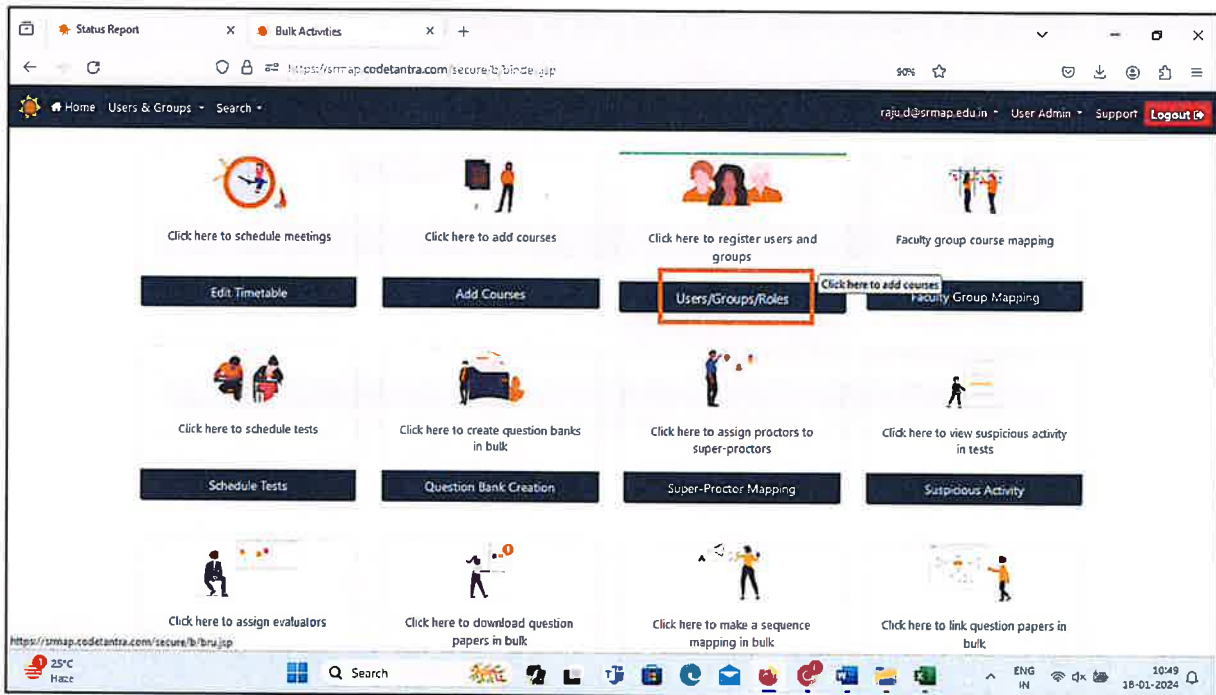 Status Report
Bulk Activities
https://srmap.codetantra.com/secure/b/binde .jsp
90%
Home Users & Groups Search
raju.d@srmap.edu.in User Admin Support Logout
Click here to schedule meetings
Click here to add courses
Click here to register users and
groups
Faculty group course mapping
Edit Timetable
Add Courses
Users/Groups/Roles
Click here to add courses
Faculty Group Mapping
Click here to schedule tests
Click here to create question banks
in bulk
Click here to assign proctors to
super-proctors
Click here to view suspicious activity
in tests
Schedule Tests
Question Bank Creation
Super-Proctor Mapping
Suspicious Activity
Click here to assign evaluators
Click here to download question
papers in bulk
Click here to make a sequence
mapping in bulk
Click here to link question papers in
bulk
https://srmap.codetantra.com/secure/b/bru.jsp
25°C
Haze
Search
ENG
IN
10:49
18-01-2024